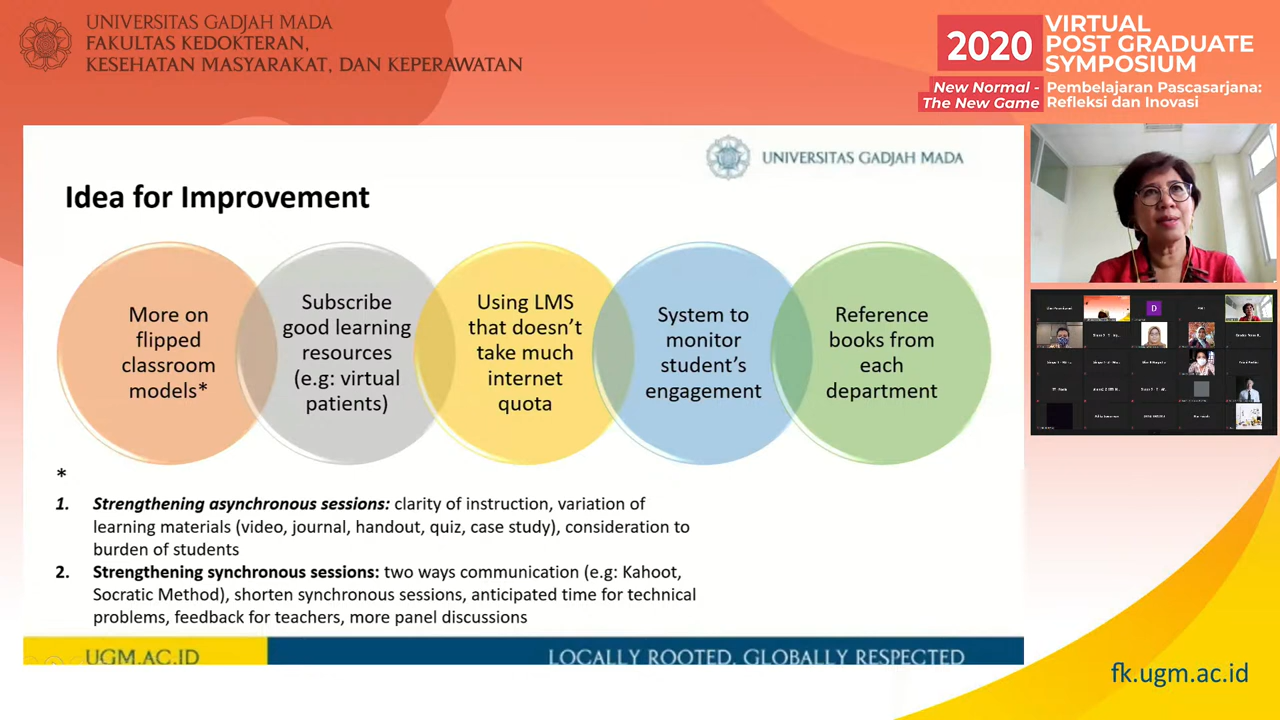 UNIVERSITAS GADJAH MADA
FAKULTAS KEDOKTERAN,
KESEHATAN MASYARAKAT, DAN KEPERAWATAN
2020
VIRTUAL
POST GRADUATE
SYMPOSIUM
New Normal -
The New Game
Pembelajaran Pascasarjana:
Refleksi dan Inovasi
UNIVERSITAS GADJAH MADA
Idea for Improvement
More on
flipped
classroom
models*
Subscribe
good learning
resources
(e.g: virtual
patients)
Using LMS
that doesn't
take much
internet
quota
System to
monitor
student's
engagement
Reference
books from
each
department
*
1. Strengthening asynchronous sessions: clarity of instruction, variation of
learning materials (video, journal, handout, quiz, case study), consideration to
burden of students
2. Strengthening synchronous sessions: two ways communication (e.g: Kahoot,
Socratic Method), shorten synchronous sessions, anticipated time for technical
problems, feedback for teachers, more panel discussions
UGM.AC.ID
LOCALLY ROOTED, GLOBALLY RESPECTED
D
fk.ugm.ac.id